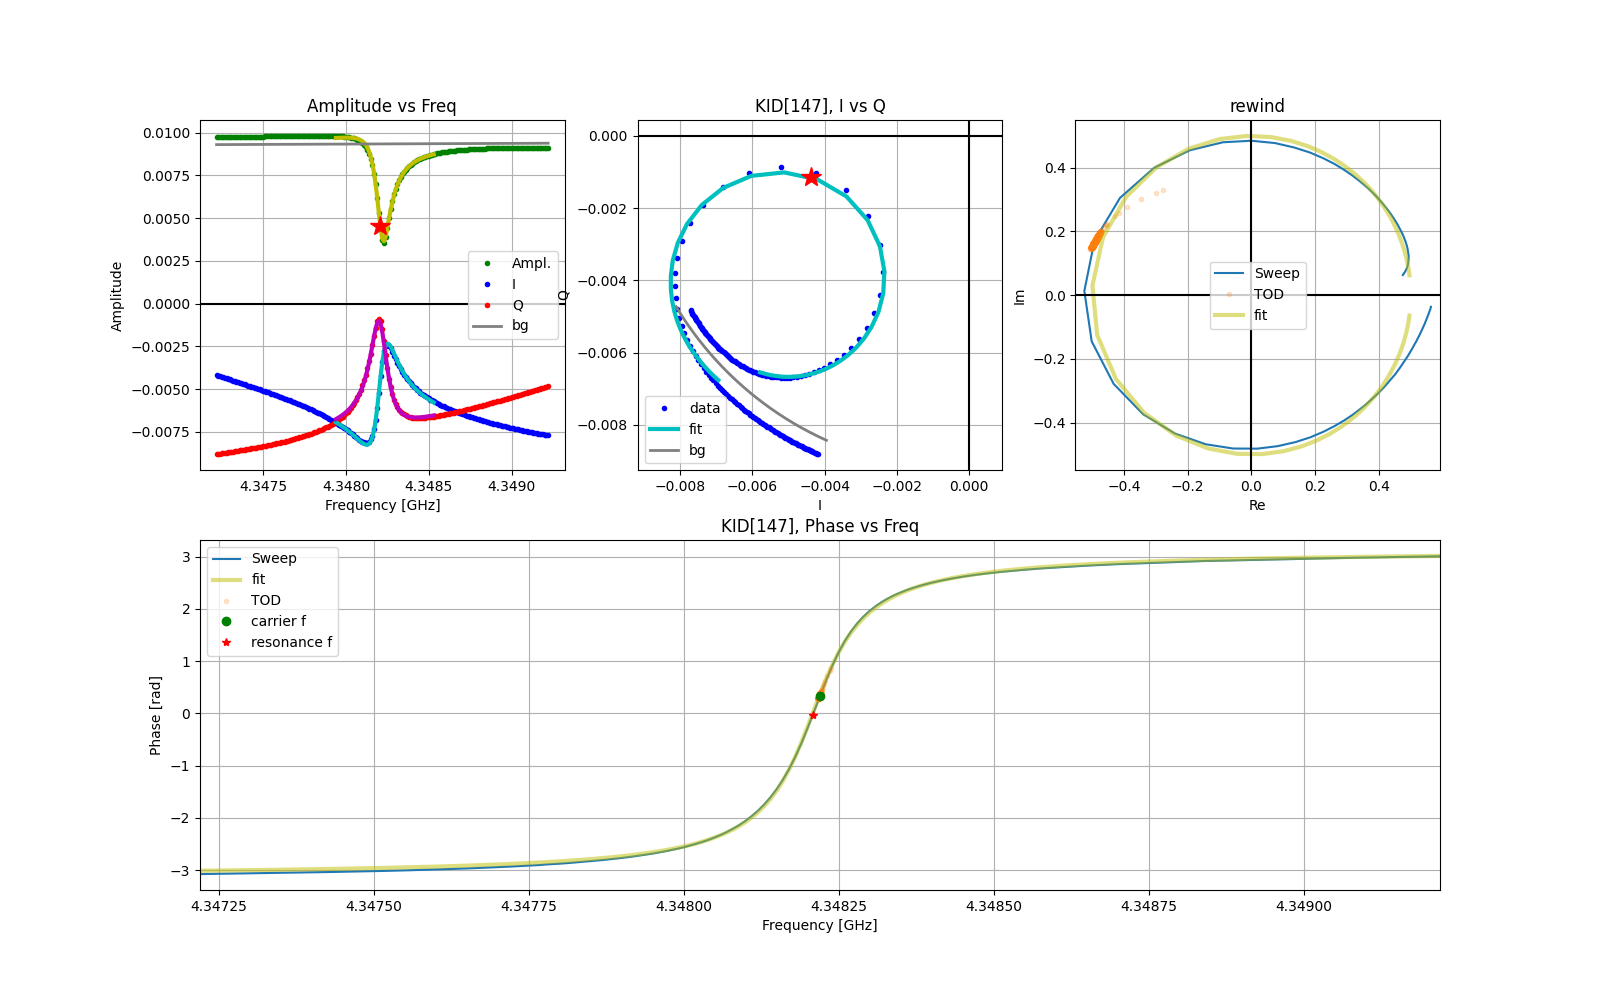 Amplitude vs Freq
Amplitude
0.0100
0.0075
0.0050
0.0025
0.0000
−0.0025
−0.0050
−0.0075
4.3475
4.3480
4.3485
4.3490
Frequency [GHz]
Ampl.
I
Q
bg
KID[147], I vs Q
Q
0.000
−0.002
−0.004
−0.006
−0.008
−0.008
−0.006
−0.004
−0.002
0.000
I
data
fit
bg
rewind
Im
0.4
0.2
0.0
−0.2
−0.4
−0.4
−0.2
0.0
0.2
0.4
Re
Sweep
TOD
fit
KID[147], Phase vs Freq
Phase [rad]
3
2
1
0
−1
−2
−3
4.34725
4.34750
4.34775
4.34800
4.34825
4.34850
4.34875
4.34900
Frequency [GHz]
Sweep
fit
TOD
carrier f
resonance f